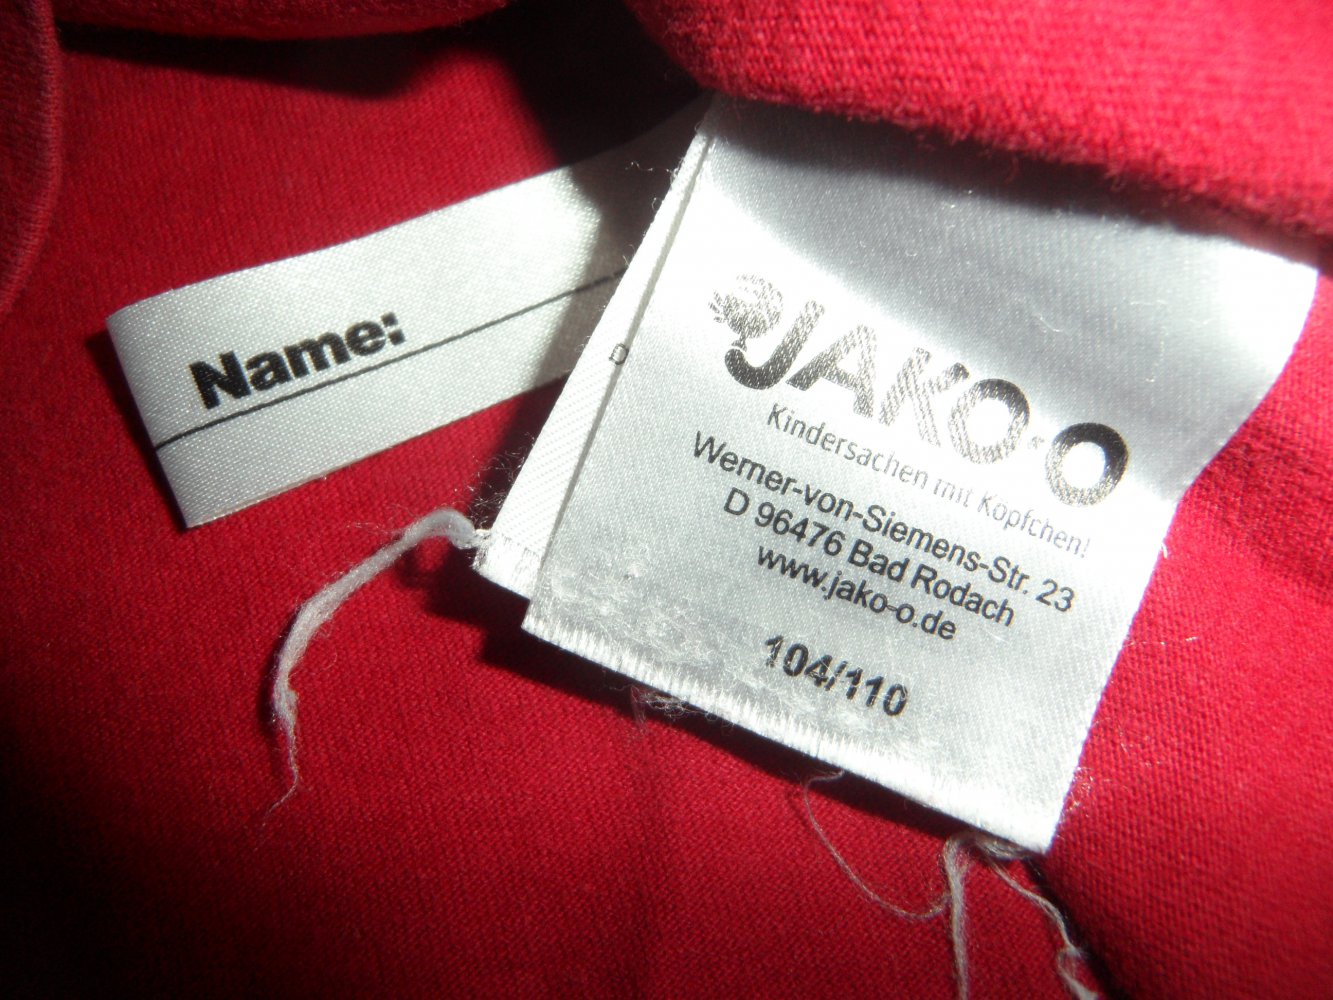 Name:
D
JAKO-O
Kindersachen mit Köpfchen!
Werner-von-Siemens-Str. 23
D 96476 Bad Rodach
www.jako-o.de
104/110